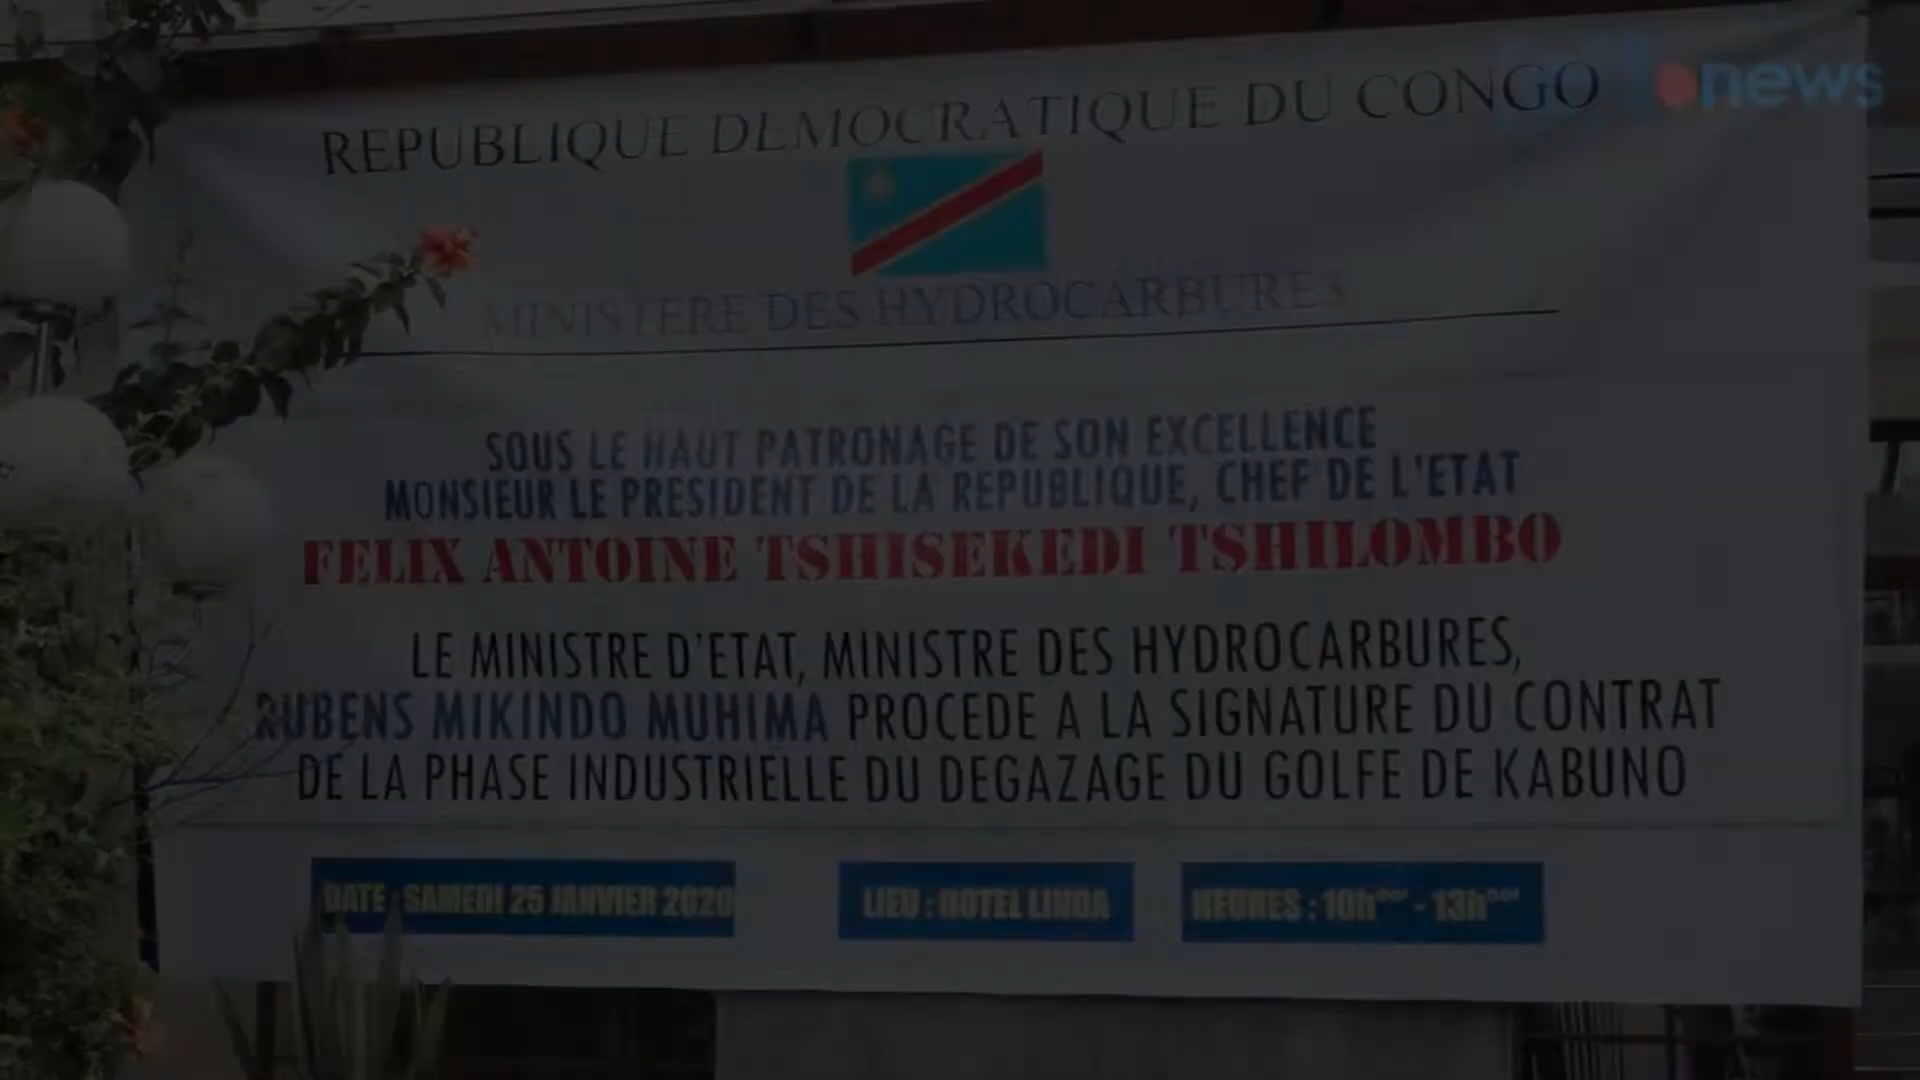 news
REPUBLIQUE DEMOCRATIQUE DU CONGO
MINISTERE DES HYDROCARBURES
SOUS LE HAUT PATRONAGE DE SON EXCELLENCE
MONSIEUR LE PRESIDENT DE LA REPUBLIQUE, CHEF DE L'ETAT
FELIX ANTOINE TSHISEKEDI TSHILOMBO
LE MINISTRE D'ETAT, MINISTRE DES HYDROCARBURES,
RUBENS MIKINDO MUHIMA PROCEDE A LA SIGNATURE DU CONTRAT
DE LA PHASE INDUSTRIELLE DU DEGAZAGE DU GOLFE DE KABUNO
DATE : SAMEDI 25 JANVIER 2020
LIEU : HOTEL LINDA
HEURES : 10h - 13h